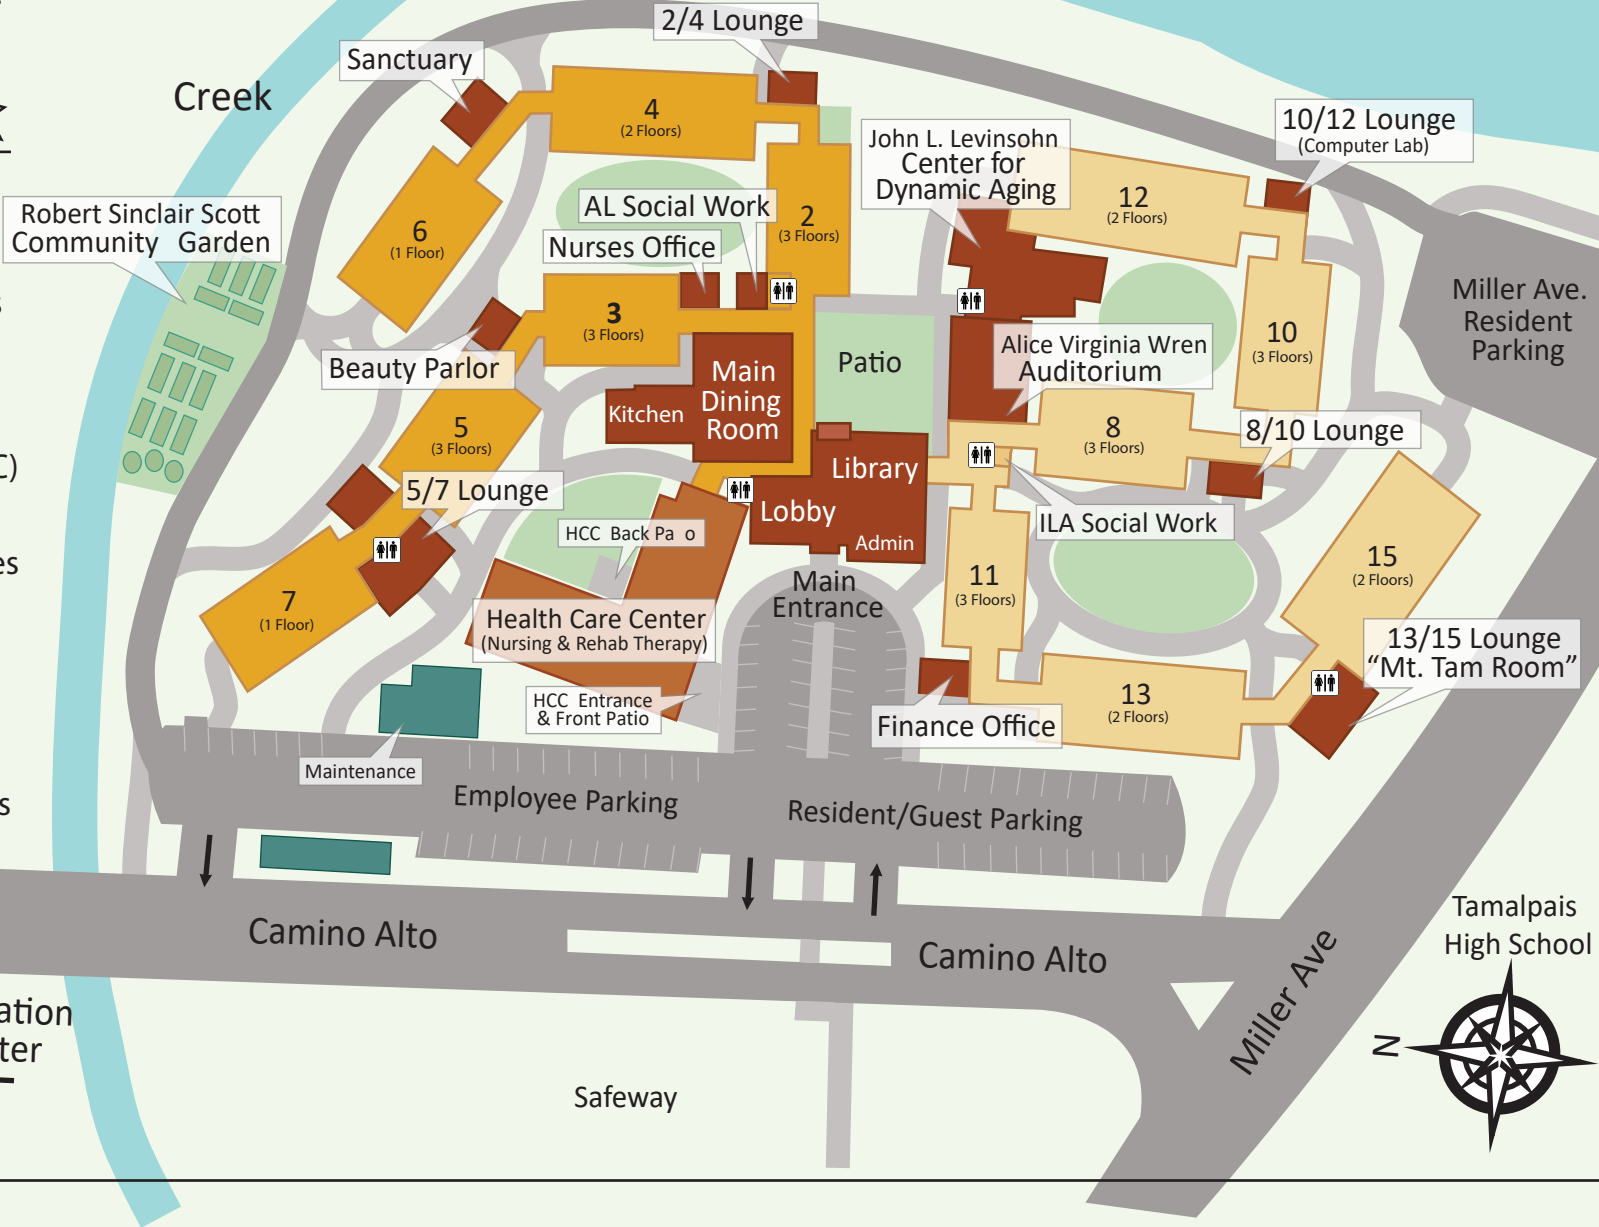 2/4 Lounge
Sanctuary
Creek
4
(2 Floors)
10/12 Lounge
(Computer Lab)
John L. Levinsohn
Center for
Dynamic Aging
12
(2 Floors)
Robert Sinclair Scott
Community Garden
AL Social Work
Nurses Office
2
(3 Floors)
6
(1 Floor)
Miller Ave.
Resident
Parking
3
(3 Floors)
10
(3 Floors)
Beauty Parlor
Patio
Alice Virginia Wren
Auditorium
Main
Dining
Room
Kitchen
5
(3 Floors)
8
(3 Floors)
8/10 Lounge
C)
Library
5/7 Lounge
Lobby
Admin
HCC Back Pa o
ILA Social Work
es
15
(2 Floors)
11
(3 Floors)
Main
Entrance
7
(1 Floor)
Health Care Center
(Nursing & Rehab Therapy)
13/15 Lounge
“Mt. Tam Room”
HCC Entrance
& Front Patio
13
(2 Floors)
Finance Office
Maintenance
s
Employee Parking
Resident/Guest Parking
Camino Alto
Camino Alto
Tamalpais
High School
Miller Ave
N
ation
ter
Safeway